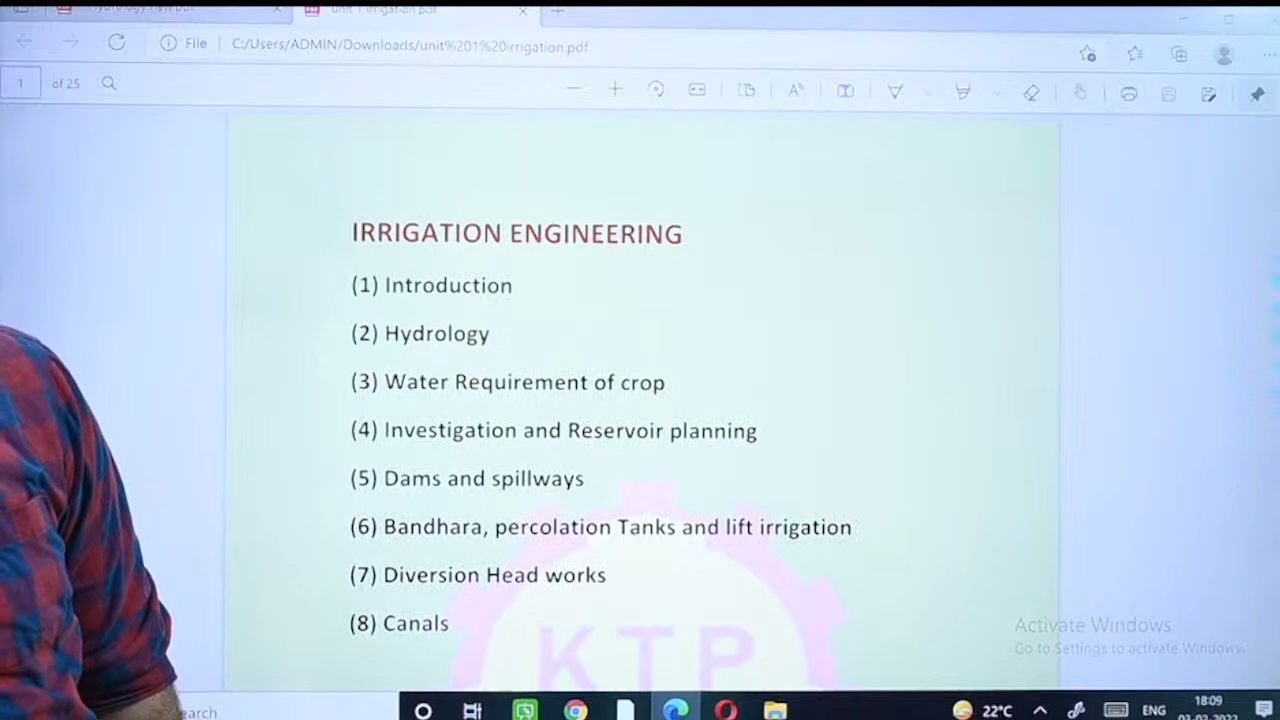 File | C:/Users/ADMIN/Downloads/unit%201%20irrigation.pdf
1 of 25
IRRIGATION ENGINEERING
(1) Introduction
(2) Hydrology
(3) Water Requirement of crop
(4) Investigation and Reservoir planning
(5) Dams and spillways
(6) Bandhara, percolation Tanks and lift irrigation
(7) Diversion Head works
(8) Canals
KTP
Activate Windows
Go to Settings to activate Windows.
22°C ENG 18:09